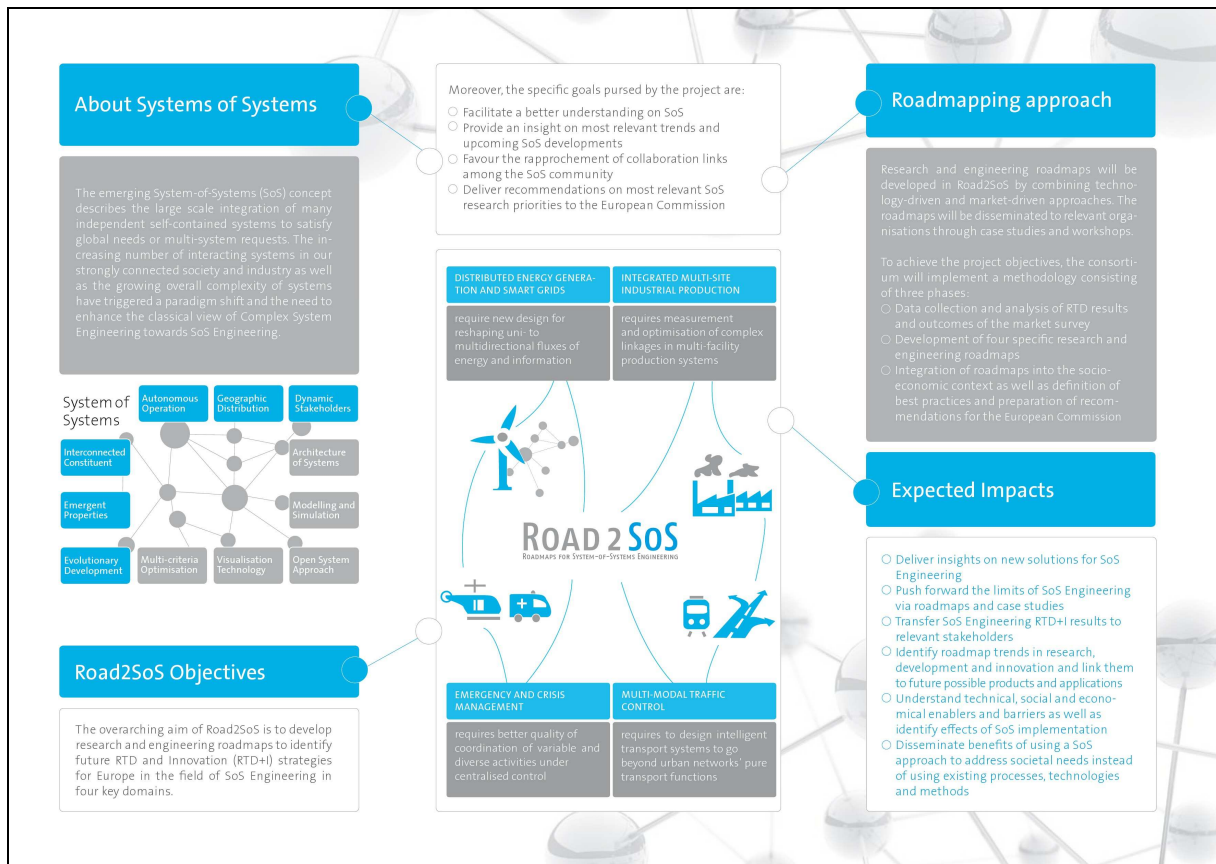 About Systems of Systems
The emerging System-of-Systems (SoS) concept
describes the large scale integration of many
independent self-contained systems to satisfy
global needs or multi-system requests. The in-
creasing number of interacting systems in our
strongly connected society and industry as well
as the growing overall complexity of systems
have triggered a paradigm shift and the need to
enhance the classical view of Complex System
Engineering towards SoS Engineering.
System of
Systems
Autonomous
Operation
Geographic
Distribution
Dynamic
Stakeholders
Interconnected
Constituent
Architecture
of Systems
Emergent
Properties
Modelling and
Simulation
Evolutionary
Development
Multi-criteria
Optimisation
Visualisation
Technology
Open System
Approach
Road2SoS Objectives
The overarching aim of Road2SoS is to develop
research and engineering roadmaps to identify
future RTD and Innovation (RTD+I) strategies
for Europe in the field of SoS Engineering in
four key domains.
Moreover, the specific goals pursed by the project are:
Facilitate a better understanding on SoS
Provide an insight on most relevant trends and
upcoming SoS developments
Favour the rapprochement of collaboration links
among the SoS community
Deliver recommendations on most relevant SoS
research priorities to the European Commission
DISTRIBUTED ENERGY GENERA-
TION AND SMART GRIDS
require new design for
reshaping uni- to
multidirectional fluxes of
energy and information
INTEGRATED MULTI-SITE
INDUSTRIAL PRODUCTION
requires measurement
and optimisation of complex
linkages in multi-facility
production systems
ROAD 2 SOS
ROADMAPS FOR SYSTEM-OF-SYSTEMS ENGINEERING
EMERGENCY AND CRISIS
MANAGEMENT
requires better quality of
coordination of variable and
diverse activities under
centralised control
MULTI-MODAL TRAFFIC
CONTROL
requires to design intelligent
transport systems to go
beyond urban networks' pure
transport functions
Roadmapping approach
Research and engineering roadmaps will be
developed in Road2SoS by combining techno-
logy-driven and market-driven approaches. The
roadmaps will be disseminated to relevant orga-
nisations through case studies and workshops.
To achieve the project objectives, the consorti-
um will implement a methodology consisting
of three phases:
Data collection and analysis of RTD results
and outcomes of the market survey
Development of four specific research and
engineering roadmaps
Integration of roadmaps into the socio-
economic context as well as definition of
best practices and preparation of recom-
mendations for the European Commission
Expected Impacts
Deliver insights on new solutions for SoS
Engineering
Push forward the limits of SoS Engineering
via roadmaps and case studies
Transfer SoS Engineering RTD+I results to
relevant stakeholders
Identify roadmap trends in research,
development and innovation and link them
to future possible products and applications
Understand technical, social and econo-
mical enablers and barriers as well as
identify effects of SoS implementation
Disseminate benefits of using a SoS
approach to address societal needs instead
of using existing processes, technologies
and methods